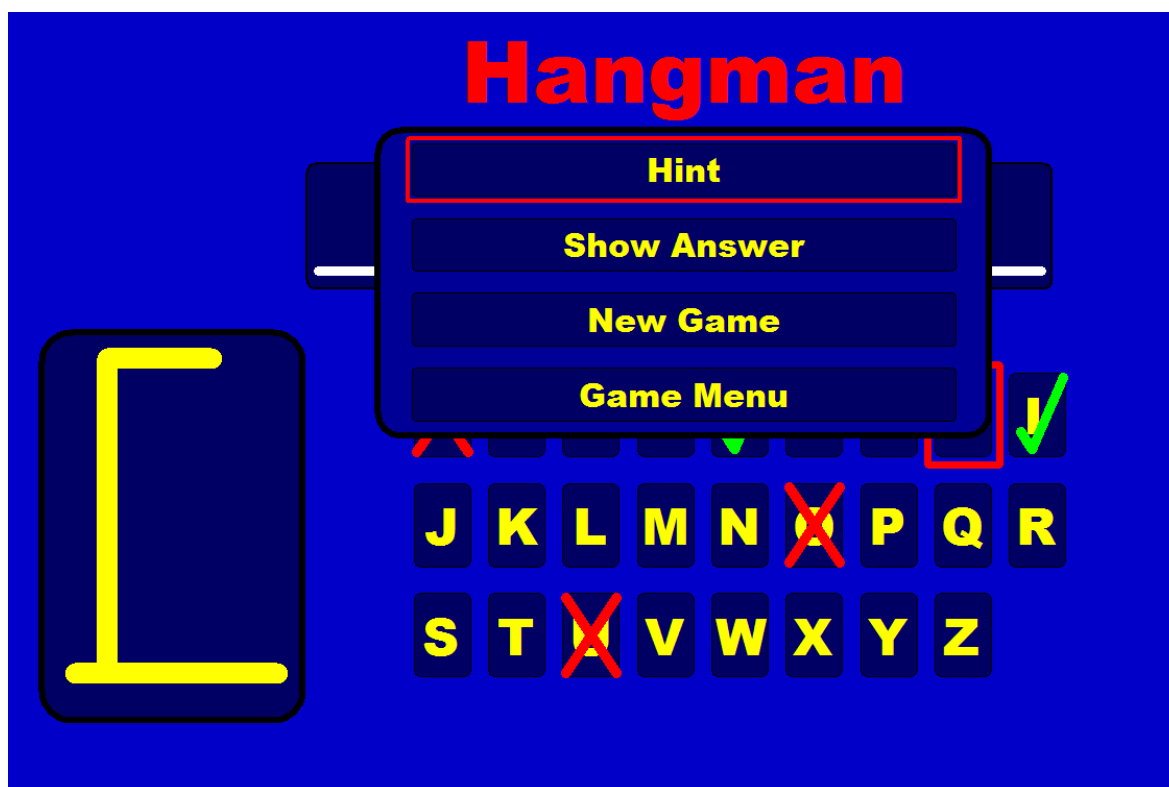 Hangman
Hint
Show Answer
New Game
Game Menu
I
J K L M N O P Q R
S T U V W X Y Z